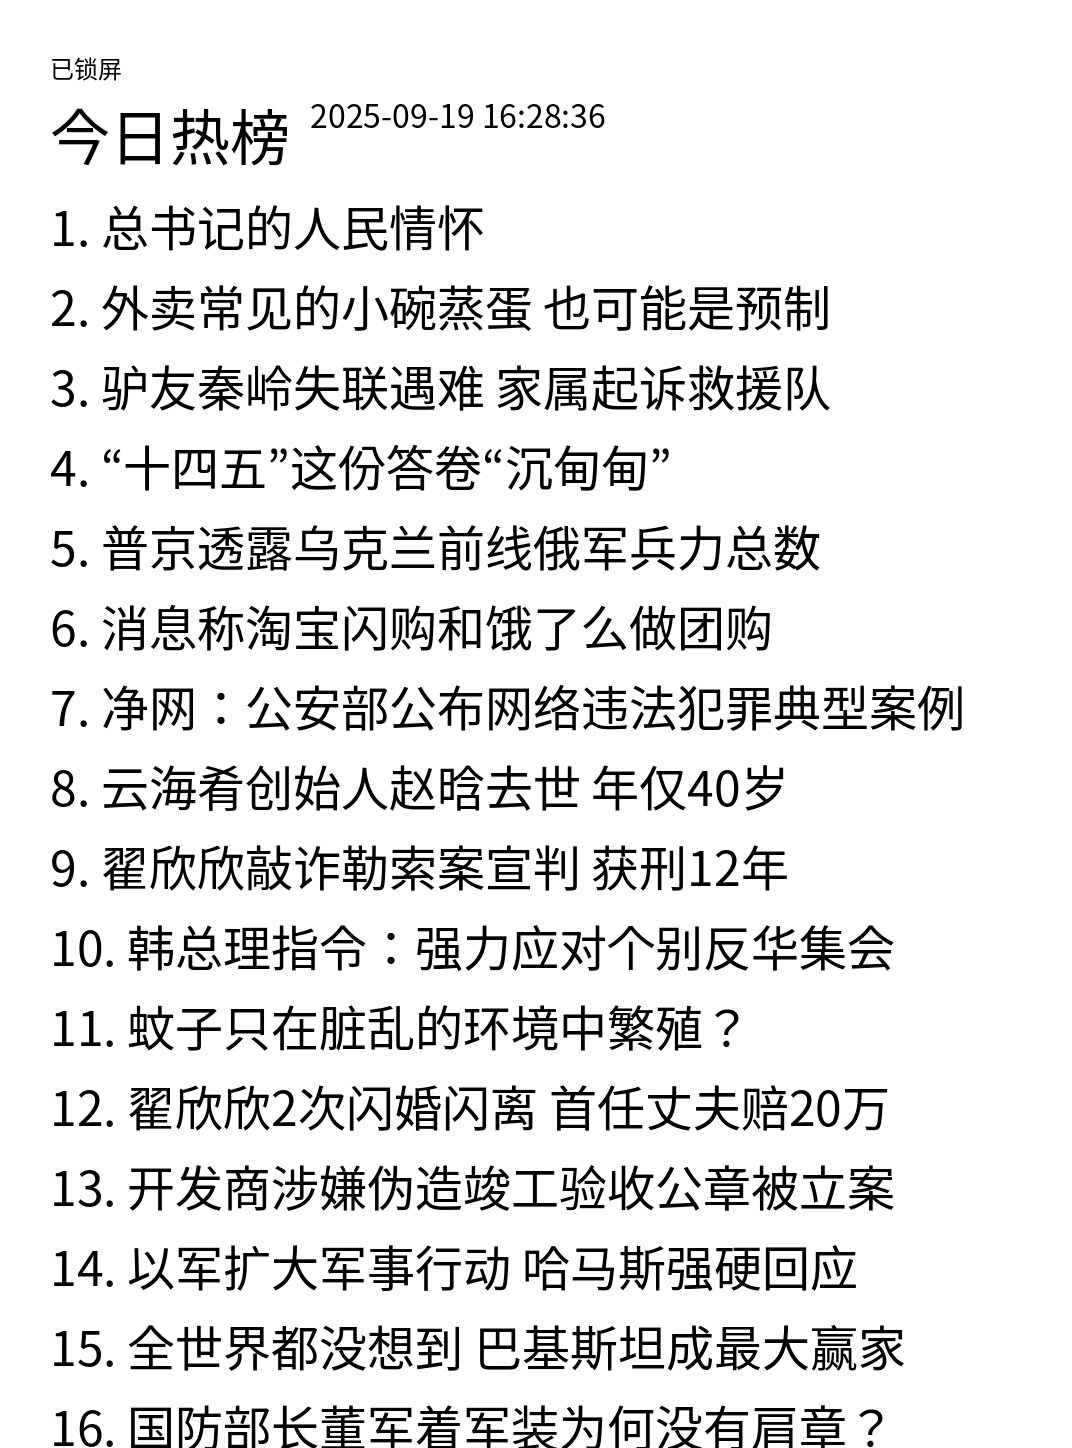 已锁屏
今日热榜 2025-09-19 16:28:36
1. 总书记的人民情怀
2. 外卖常见的小碗蒸蛋 也可能是预制
3. 驴友秦岭失联遇难 家属起诉救援队
4. “十四五”这份答卷“沉甸甸”
5. 普京透露乌克兰前线俄军兵力总数
6. 消息称淘宝闪购和饿了么做团购
7. 净网：公安部公布网络违法犯罪典型案例
8. 云海肴创始人赵晗去世 年仅40岁
9. 翟欣欣敲诈勒索案宣判 获刑12年
10. 韩总理指令：强力应对个别反华集会
11. 蚊子只在脏乱的环境中繁殖？
12. 翟欣欣2次闪婚闪离 首任丈夫赔20万
13. 开发商涉嫌伪造竣工验收公章被立案
14. 以军扩大军事行动 哈马斯强硬回应
15. 全世界都没想到 巴基斯坦成最大赢家
16. 国防部长董军着军装为何没有肩章？